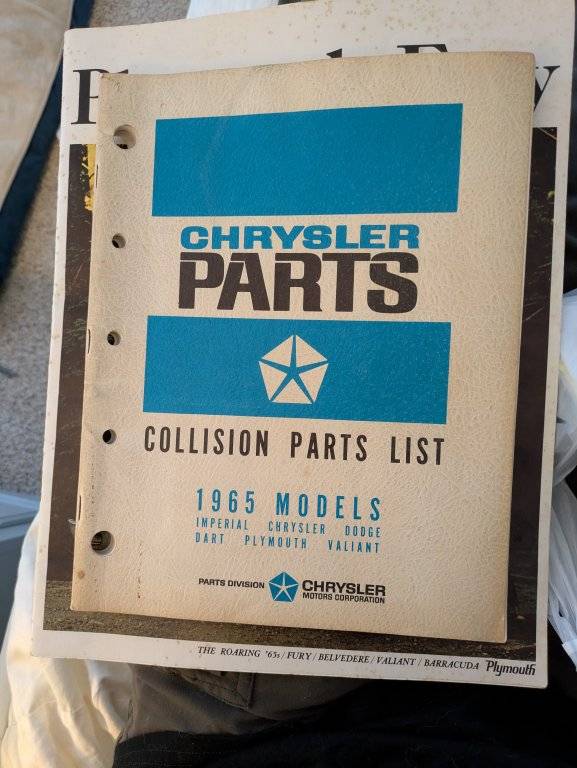 CHRYSLER
PARTS
COLLISION PARTS LIST
1965 MODELS
IMPERIAL CHRYSLER DODGE
DART PLYMOUTH VALIANT
PARTS DIVISION CHRYSLER
MOTORS CORPORATION
THE ROARING '65s / FURY / BELVEDERE / VALIANT / BARRACUDA Plymouth